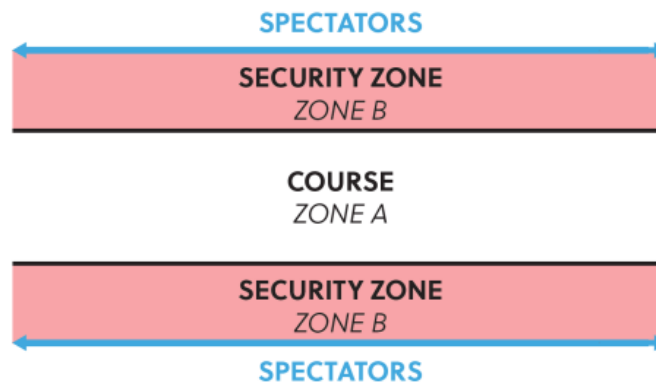 SPECTATORS
SECURITY ZONE
ZONE B
COURSE
ZONE A
SECURITY ZONE
ZONE B
SPECTATORS